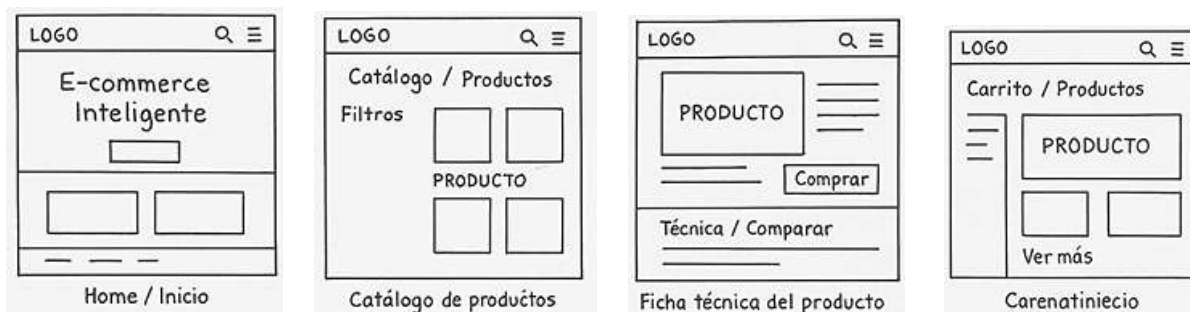 LOGO
E-commerce
Inteligente
Home / Inicio
LOGO
Catálogo / Productos
Filtros
PRODUCTO
Catálogo de productos
LOGO
PRODUCTO
Comprar
Técnica / Comparar
Ficha técnica del producto
LOGO
Carrito / Productos
PRODUCTO
Ver más
Carenatiniecio